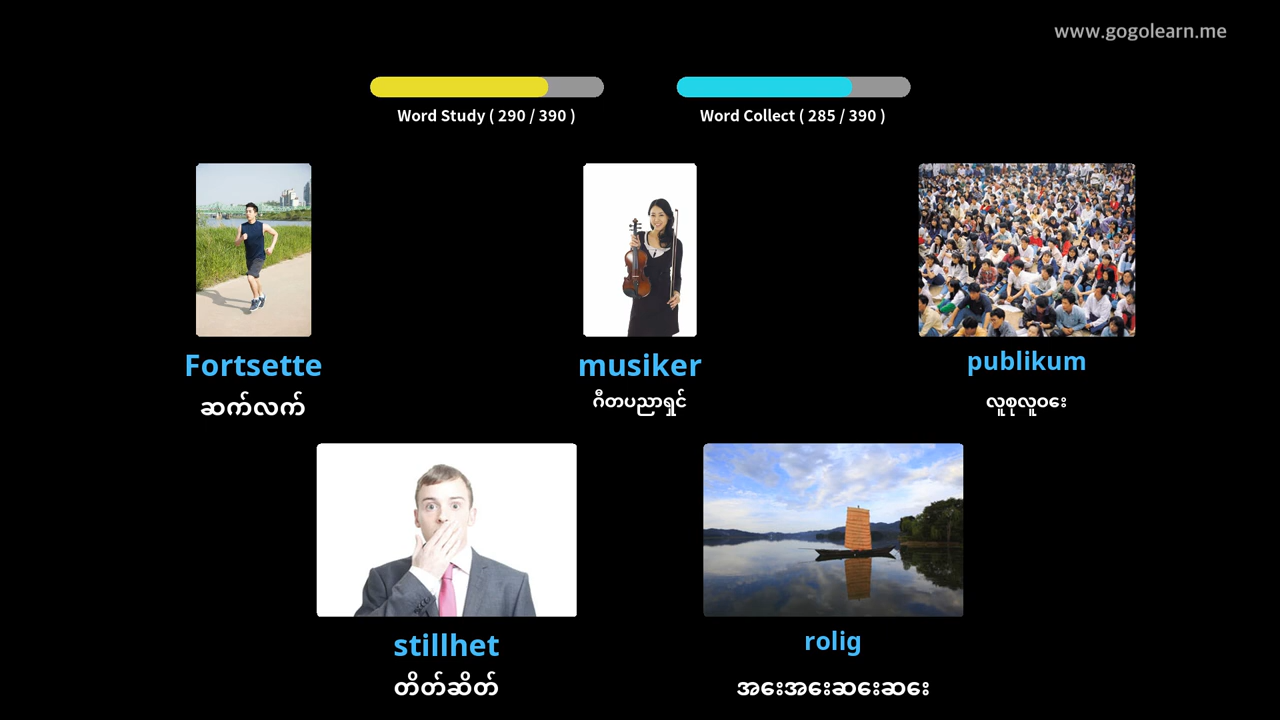 www.gogolearn.me
Word Study ( 290 / 390 )
Word Collect ( 285 / 390 )
Fortsette
ဆက်လက်
musiker
ဂီတပညာရှင်
publikum
လူစုလူဝေး
stillhet
တိတ်ဆိတ်
rolig
အေးအေးဆေးဆေး